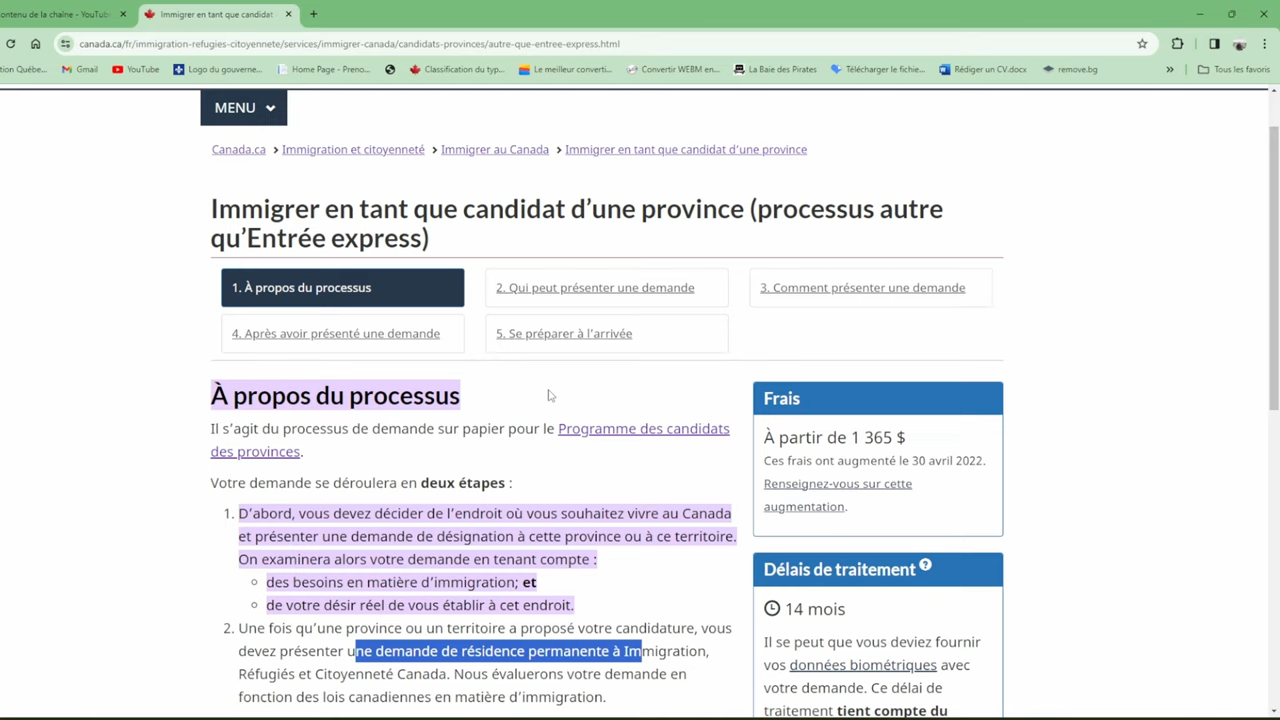 ontenu de la chaîne - YouTub
Immigrer en tant que candidat
canada.ca/fr/immigration-refugies-citoyennete/services/immigrer-canada/candidats-provinces/autre-que-entree-express.html
tion Québe...
Gmail
YouTube
Logo du gouverne...
Home Page - Preno...
Classification du typ...
Le meilleur converti...
Convertir WEBM en...
La Baie des Pirates
Télécharger le fichie...
Rédiger un CV.docx
remove.bg
»
Tous les favoris
MENU
Canada.ca > Immigration et citoyenneté > Immigrer au Canada > Immigrer en tant que candidat d’une province
Immigrer en tant que candidat d’une province (processus autre
qu’Entrée express)
1. À propos du processus
2. Qui peut présenter une demande
3. Comment présenter une demande
4. Après avoir présenté une demande
5. Se préparer à l’arrivée
À propos du processus
Il s’agit du processus de demande sur papier pour le Programme des candidats
des provinces.
Votre demande se déroulera en deux étapes :
1. D’abord, vous devez décider de l’endroit où vous souhaitez vivre au Canada
et présenter une demande de désignation à cette province ou à ce territoire.
On examinera alors votre demande en tenant compte :
des besoins en matière d’immigration; et
de votre désir réel de vous établir à cet endroit.
2. Une fois qu’une province ou un territoire a proposé votre candidature, vous
devez présenter une demande de résidence permanente à Immigration,
Réfugiés et Citoyenneté Canada. Nous évaluerons votre demande en
fonction des lois canadiennes en matière d’immigration.
Frais
À partir de 1 365 $
Ces frais ont augmenté le 30 avril 2022.
Renseignez-vous sur cette
augmentation.
Délais de traitement ?
14 mois
Il se peut que vous deviez fournir
vos données biométriques avec
votre demande. Ce délai de
traitement tient compte du